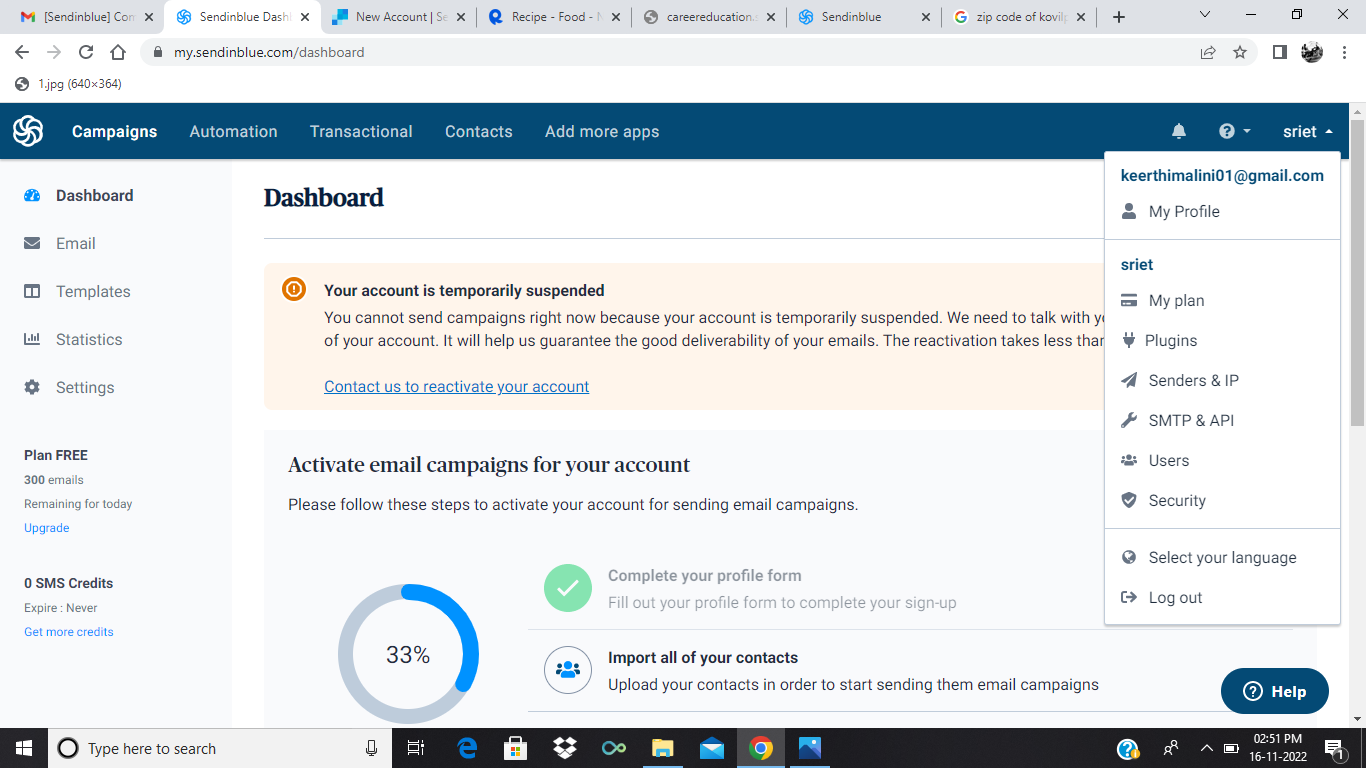 [Sendinblue] Con
Sendinblue Dash
New Account | Se
Recipe - Food - N
careereducation.
Sendinblue
zip code of kovilp
my.sendinblue.com/dashboard
1.jpg (640×364)
Campaigns
Automation
Transactional
Contacts
Add more apps
sriet
keerthimalini01@gmail.com
My Profile
sriet
My plan
Plugins
Senders & IP
SMTP & API
Users
Security
Select your language
Log out
Dashboard
Email
Templates
Statistics
Settings
Plan FREE
300 emails
Remaining for today
Upgrade
0 SMS Credits
Expire : Never
Get more credits
Dashboard
Your account is temporarily suspended
You cannot send campaigns right now because your account is temporarily suspended. We need to talk with
of your account. It will help us guarantee the good deliverability of your emails. The reactivation takes less than
Contact us to reactivate your account
Activate email campaigns for your account
Please follow these steps to activate your account for sending email campaigns.
33%
Complete your profile form
Fill out your profile form to complete your sign-up
Import all of your contacts
Upload your contacts in order to start sending them email campaigns
Help
Type here to search
02:51 PM
16-11-2022
1